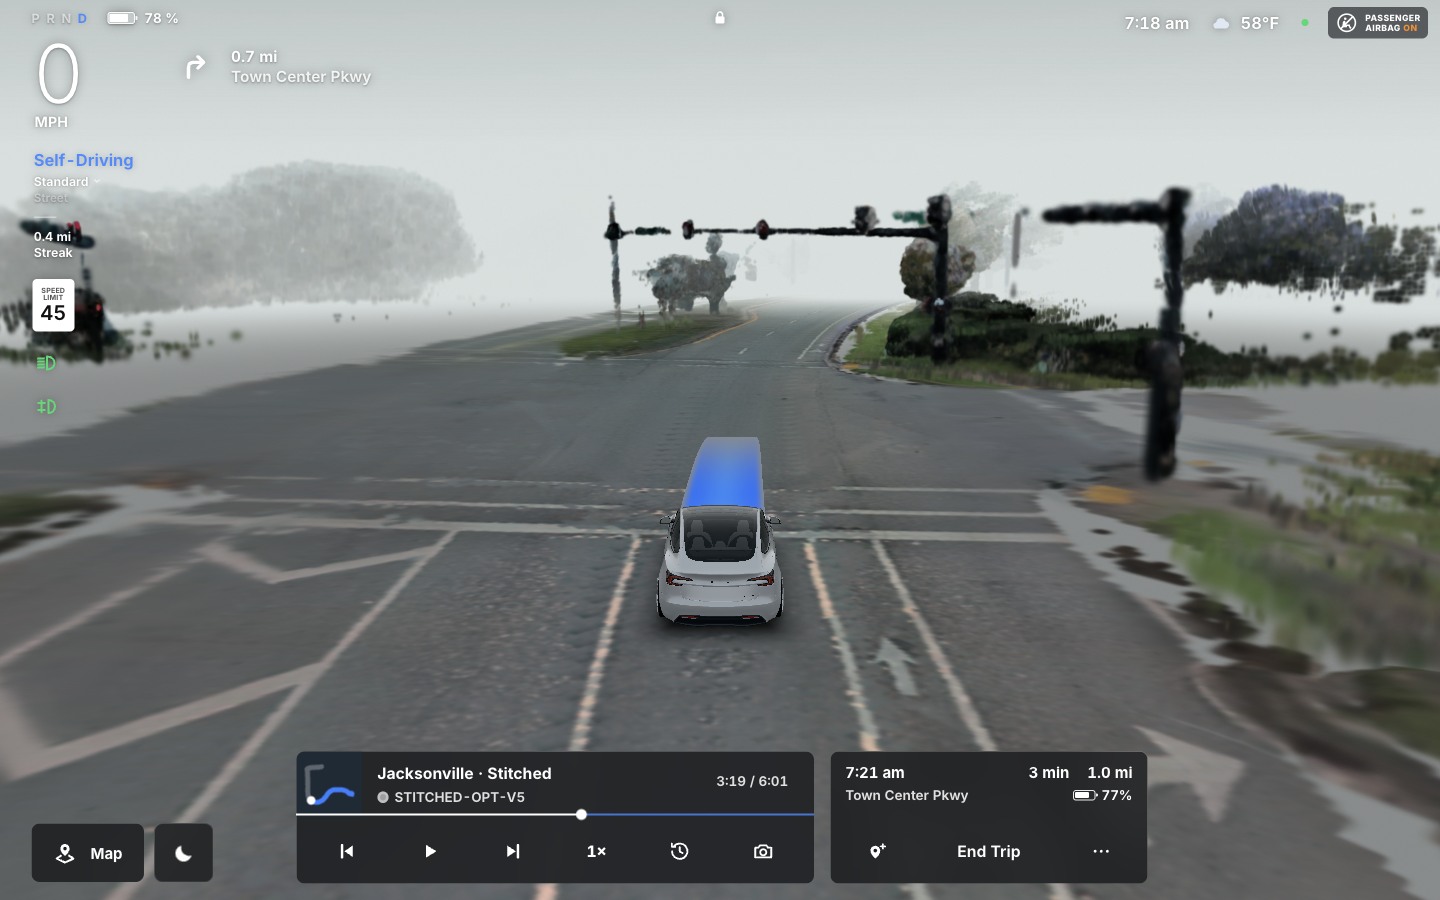 P R N D
78 %
7:18 am
58°F
PASSENGER
AIRBAG ON
0
MPH
0.7 mi
Town Center Pkwy
Self-Driving
Standard
Street
0.4 mi
Streak
SPEED
LIMIT
45
Jacksonville · Stitched
STITCHED-OPT-V5
3:19 / 6:01
1×
7:21 am
3 min
1.0 mi
Town Center Pkwy
77%
End Trip
Map